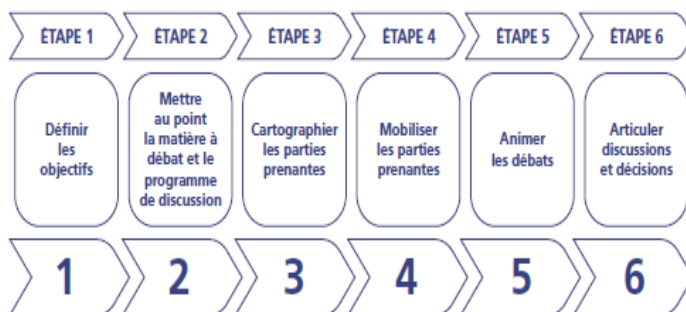 ÉTAPE 1
ÉTAPE 2
ÉTAPE 3
ÉTAPE 4
ÉTAPE 5
ÉTAPE 6
Définir
les
objectifs
Mettre
au point
la matière à
débat et le
programme
de discussion
Cartographier
les parties
prenantes
Mobiliser
les parties
prenantes
Animer
les débats
Articuler
discussions
et décisions
1
2
3
4
5
6